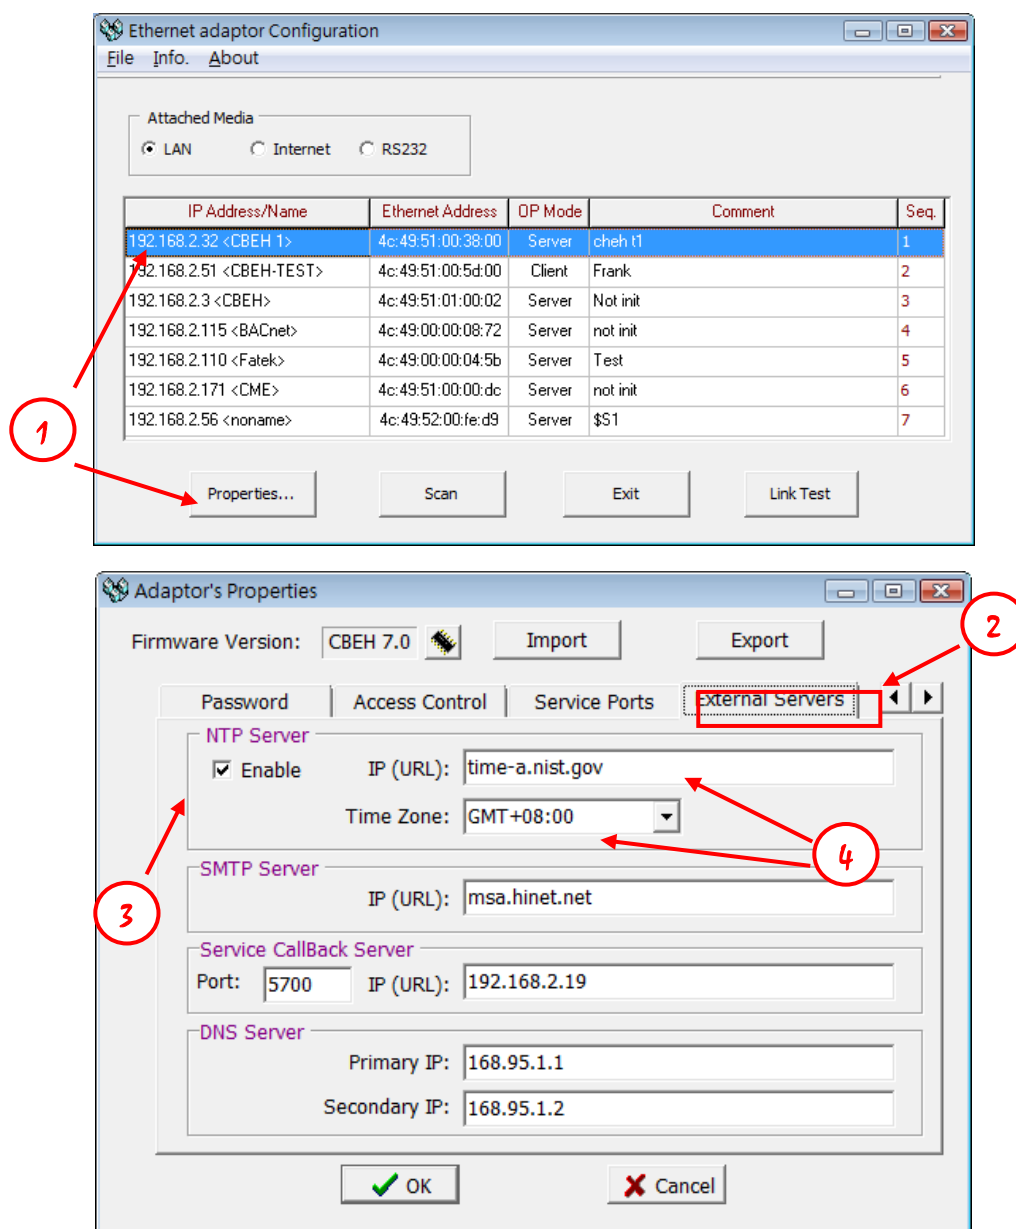 Ethernet adaptor Configuration
File Info. About
Attached Media
LAN Internet RS232
IP Address/Name Ethernet Address OP Mode Comment Seq.
192.168.2.32 <CBEH 1> 4c:49:51:00:38:00 Server cheh t1 1
192.168.2.51 <CBEH-TEST> 4c:49:51:00:5d:00 Client Frank 2
192.168.2.3 <CBEH> 4c:49:51:01:00:02 Server Not init 3
192.168.2.115 <BACnet> 4c:49:00:00:08:72 Server not init 4
192.168.2.110 <Fatek> 4c:49:00:00:04:5b Server Test 5
192.168.2.171 <CME> 4c:49:51:00:00:dc Server not init 6
192.168.2.56 <noname> 4c:49:52:00:fe:d9 Server $S1 7
1
Properties... Scan Exit Link Test
Adaptor's Properties
2
Firmware Version: CBEH 7.0 Import Export
Password Access Control Service Ports External Servers
NTP Server
Enable IP (URL): time-a.nist.gov
Time Zone: GMT+08:00
4
SMTP Server
IP (URL): msa.hinet.net
3
Service CallBack Server
Port: 5700 IP (URL): 192.168.2.19
DNS Server
Primary IP: 168.95.1.1
Secondary IP: 168.95.1.2
OK Cancel